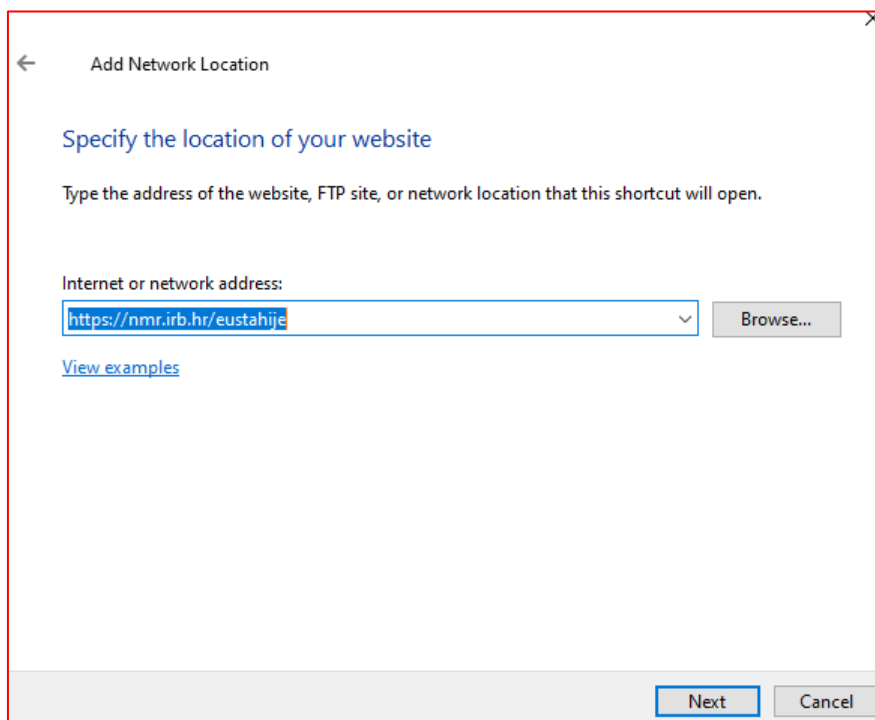 Add Network Location
Specify the location of your website
Type the address of the website, FTP site, or network location that this shortcut will open.
Internet or network address:
https://nmr.irb.hr/eustahije
Browse...
View examples
Next
Cancel